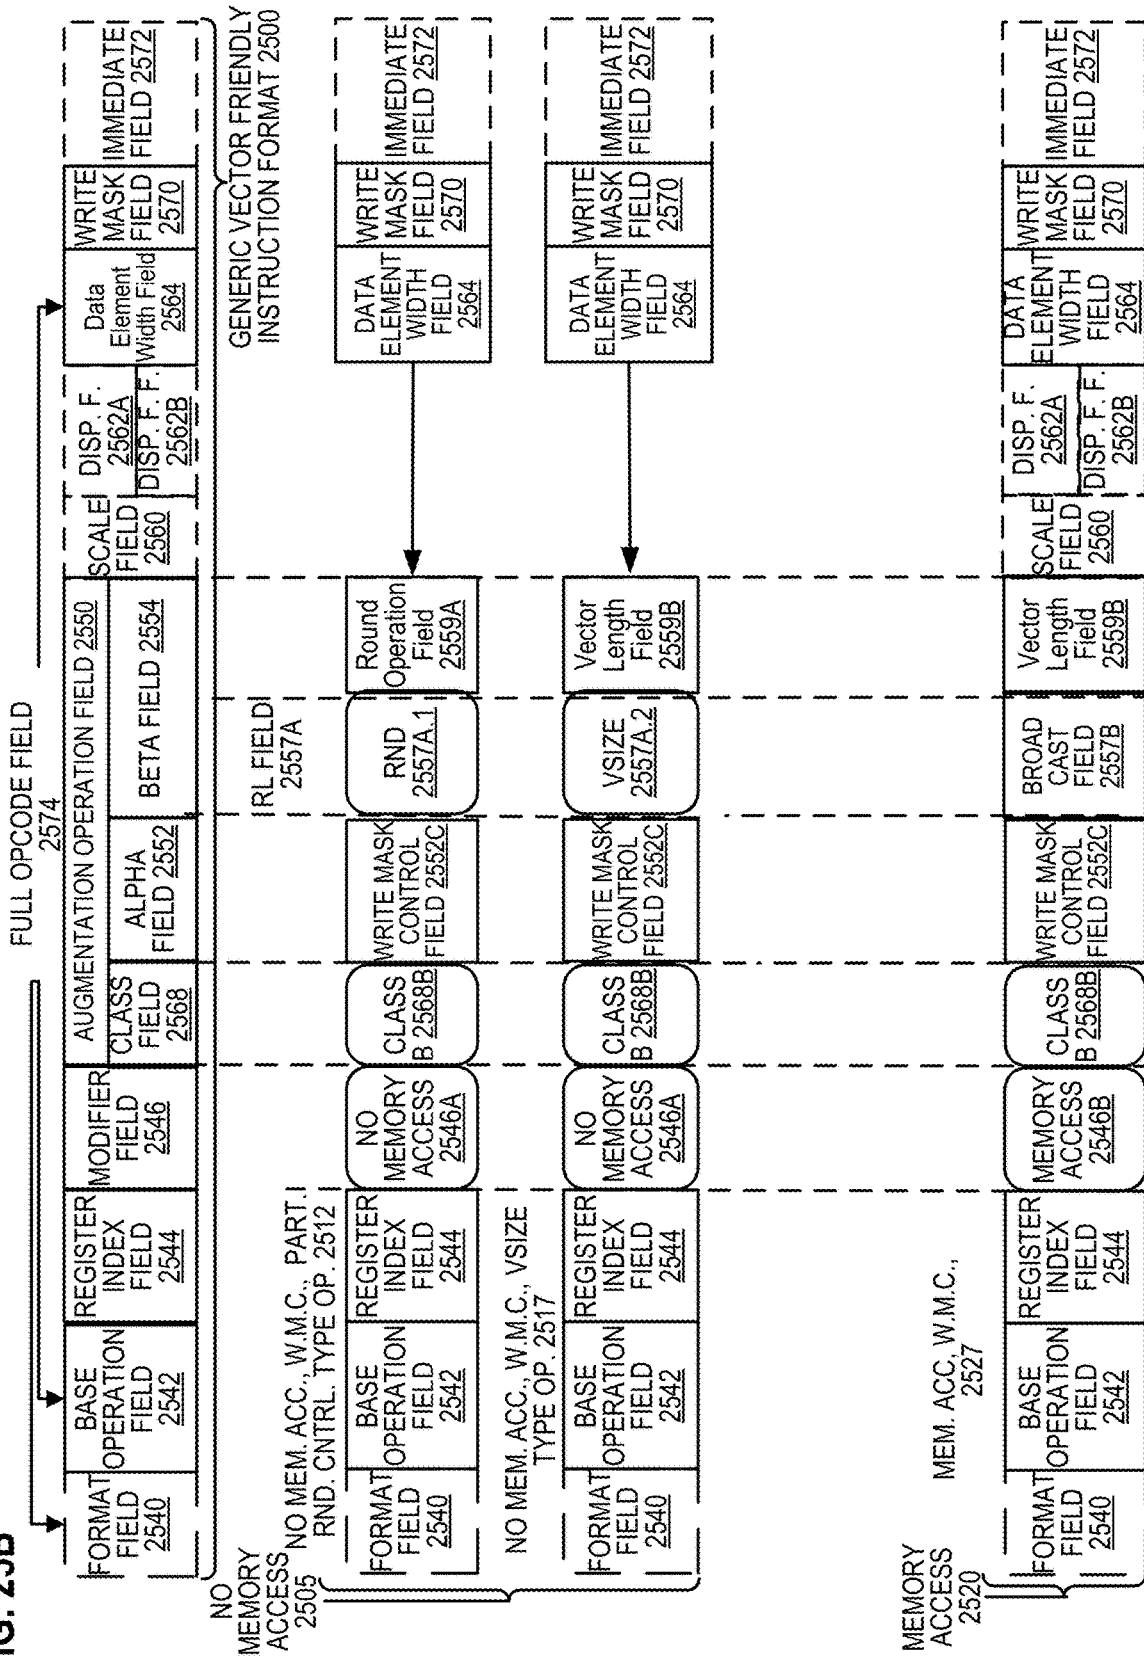 IG. 25B
FULL OPCODE FIELD
2574
FORMAT
FIELD
2540
BASE
OPERATION
FIELD
2542
REGISTER
INDEX
FIELD
2544
MODIFIER
FIELD
2546
AUGMENTATION OPERATION FIELD 2550
CLASS
FIELD
2568
ALPHA
FIELD 2552
BETA FIELD 2554
SCALE
FIELD
2560
DISP. F.
2562A
DISP. F. F.
2562B
Data
Element
Width Field
2564
WRITE
MASK
FIELD
2570
IMMEDIATE
FIELD 2572
GENERIC VECTOR FRIENDLY
INSTRUCTION FORMAT 2500
NO
MEMORY
ACCESS
2505
IRL FIELD
2557A
NO MEM. ACC., W.M.C., PART.
RND. CNTRL. TYPE OP. 2512
FORMAT
FIELD
2540
BASE
OPERATION
FIELD
2542
REGISTER
INDEX
FIELD
2544
NO
MEMORY
ACCESS
2546A
CLASS
B 2568B
WRITE MASK
CONTROL
FIELD 2552C
RND
2557A.1
Round
Operation
Field
2559A
DATA
ELEMENT
WIDTH
FIELD
2564
WRITE
MASK
FIELD
2570
IMMEDIATE
FIELD 2572
NO MEM. ACC., W.M.C., VSIZE
TYPE OP. 2517
FORMAT
FIELD
2540
BASE
OPERATION
FIELD
2542
REGISTER
INDEX
FIELD
2544
NO
MEMORY
ACCESS
2546A
CLASS
B 2568B
WRITE MASK
CONTROL
FIELD 2552C
VSIZE
2557A.2
Vector
Length
Field
2559B
DATA
ELEMENT
WIDTH
FIELD
2564
WRITE
MASK
FIELD
2570
IMMEDIATE
FIELD 2572
MEMORY
ACCESS
2520
MEM. ACC, W.M.C.,
2527
FORMAT
FIELD
2540
BASE
OPERATION
FIELD
2542
REGISTER
INDEX
FIELD
2544
MEMORY
ACCESS
2546B
CLASS
B 2568B
WRITE MASK
CONTROL
FIELD 2552C
BROAD
CAST
FIELD
2557B
Vector
Length
Field
2559B
SCALE
FIELD
2560
DISP. F.
2562A
DISP. F. F.
2562B
DATA
ELEMENT
WIDTH
FIELD
2564
WRITE
MASK
FIELD
2570
IMMEDIATE
FIELD 2572